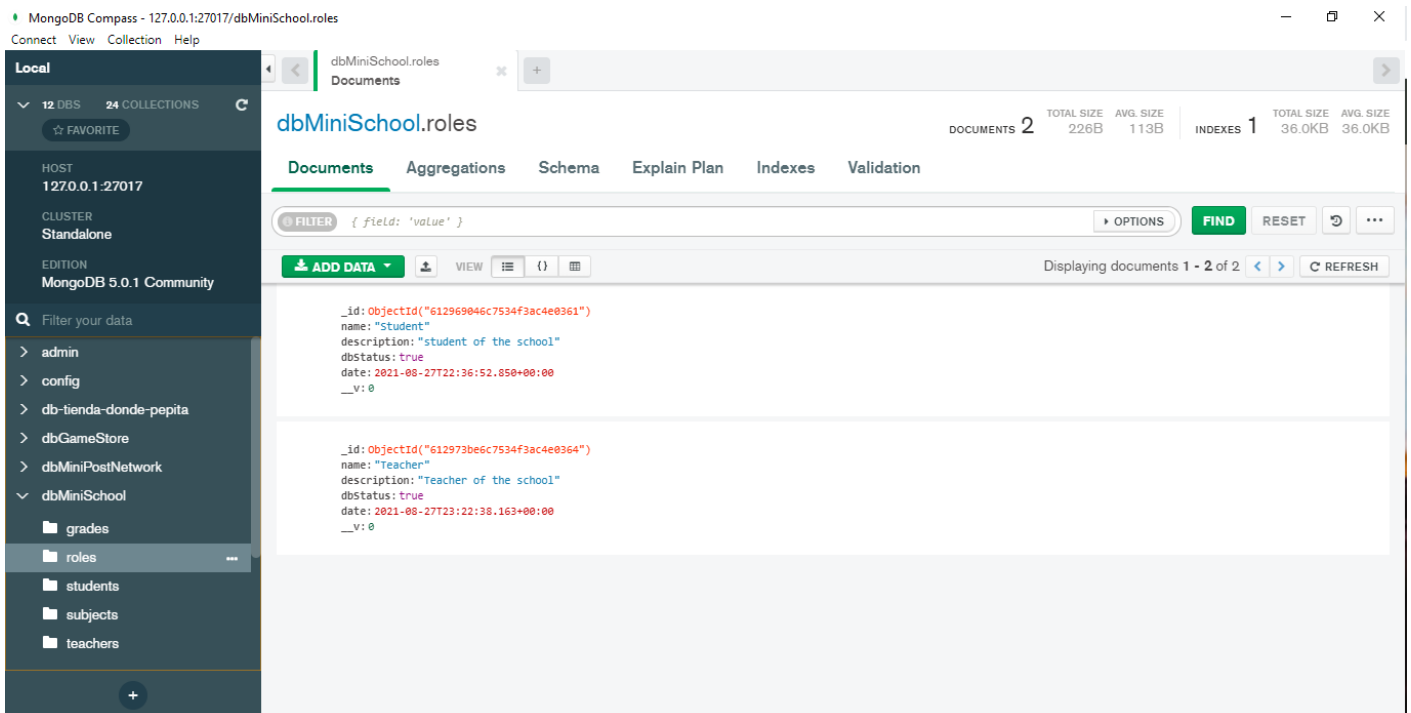 MongoDB Compass - 127.0.0.1:27017/dbMiniSchool.roles
Connect View Collection Help
Local
12 DBS 24 COLLECTIONS
FAVORITE
HOST
127.0.0.1:27017
CLUSTER
Standalone
EDITION
MongoDB 5.0.1 Community
Filter your data
admin
config
db-tienda-donde-pepita
dbGameStore
dbMiniPostNetwork
dbMiniSchool
grades
roles
students
subjects
teachers
dbMiniSchool.roles
Documents
dbMiniSchool.roles
DOCUMENTS 2 TOTAL SIZE 226B AVG. SIZE 113B INDEXES 1 TOTAL SIZE 36.0KB AVG. SIZE 36.0KB
Documents Aggregations Schema Explain Plan Indexes Validation
FILTER { field: 'value' } OPTIONS FIND RESET
ADD DATA VIEW {} Displaying documents 1 - 2 of 2 REFRESH
_id: ObjectId("612969046c7534f3ac4e0361")
name: "Student"
description: "student of the school"
dbStatus: true
date: 2021-08-27T22:36:52.850+00:00
__v: 0
_id: ObjectId("612973be6c7534f3ac4e0364")
name: "Teacher"
description: "Teacher of the school"
dbStatus: true
date: 2021-08-27T23:22:38.163+00:00
__v: 0